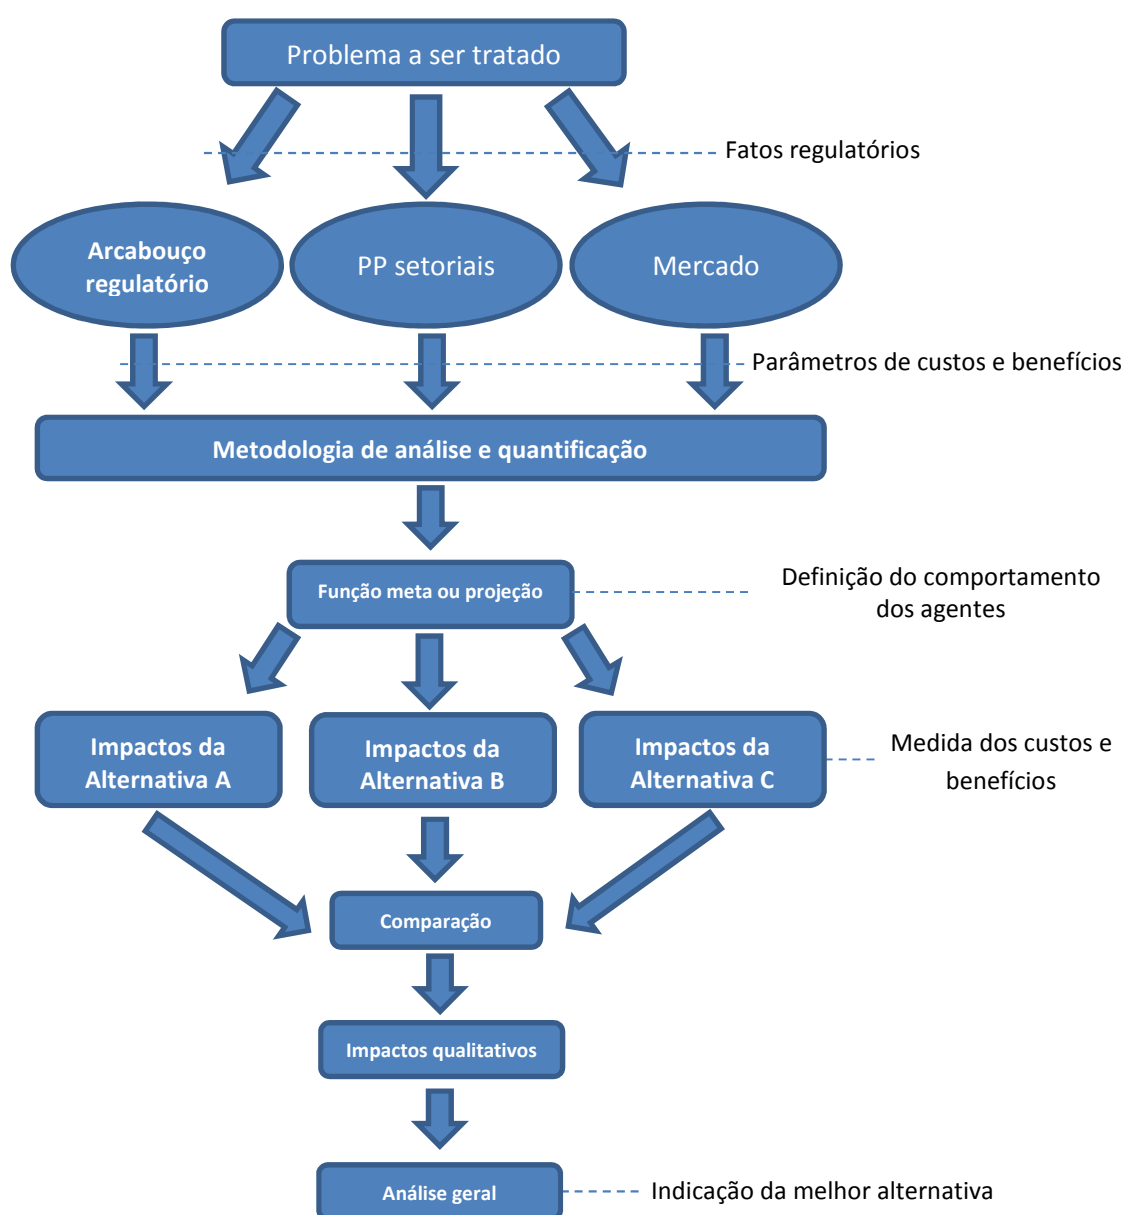 Problema a ser tratado
Fatos regulatórios
Arcabouço
regulatório
PP setoriais
Mercado
Parâmetros de custos e benefícios
Metodologia de análise e quantificação
Função meta ou projeção
Definição do comportamento
dos agentes
Impactos da
Alternativa A
Impactos da
Alternativa B
Impactos da
Alternativa C
Medida dos custos e
benefícios
Comparação
Impactos qualitativos
Análise geral
Indicação da melhor alternativa